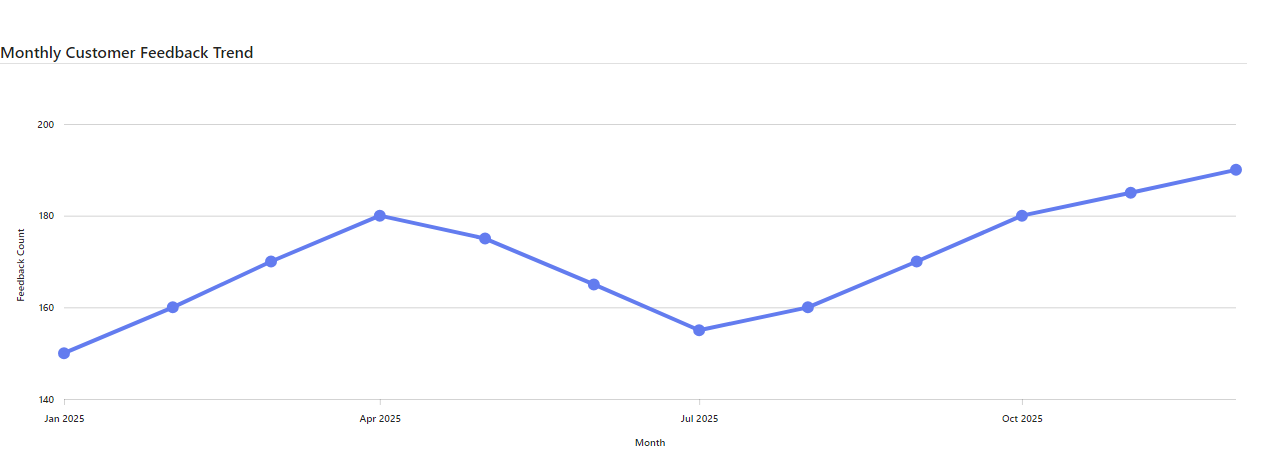 Monthly Customer Feedback Trend
200
180
160
140
Feedback Count
Jan 2025 Apr 2025 Jul 2025 Oct 2025
Month